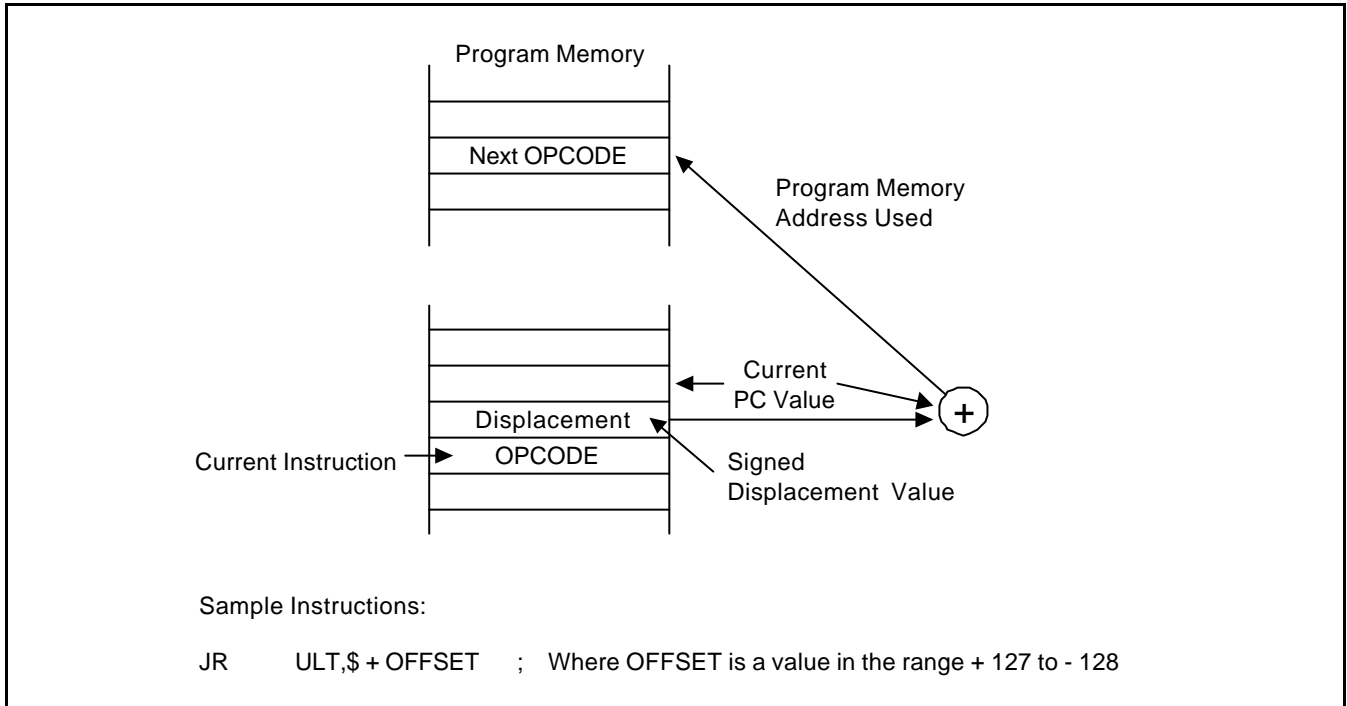 Program Memory
Next OPCODE
Program Memory
Address Used
Current
PC Value
+
Displacement
Current Instruction
OPCODE
Signed
Displacement Value
Sample Instructions:
JR ULT,$ + OFFSET ; Where OFFSET is a value in the range + 127 to - 128